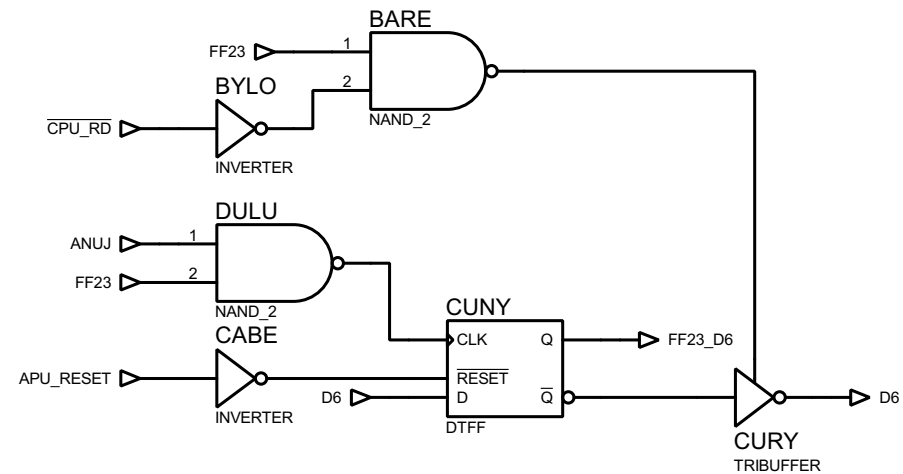 BARE
FF23
1
2
NAND_2
BYLO
CPU_RD
INVERTER
DULU
ANUJ
1
FF23
2
NAND_2
CUNY
CLK
Q
FF23_D6
CABE
APU_RESET
RESET
D6
D
Q
INVERTER
DTFF
D6
CURY
TRIBUFFER